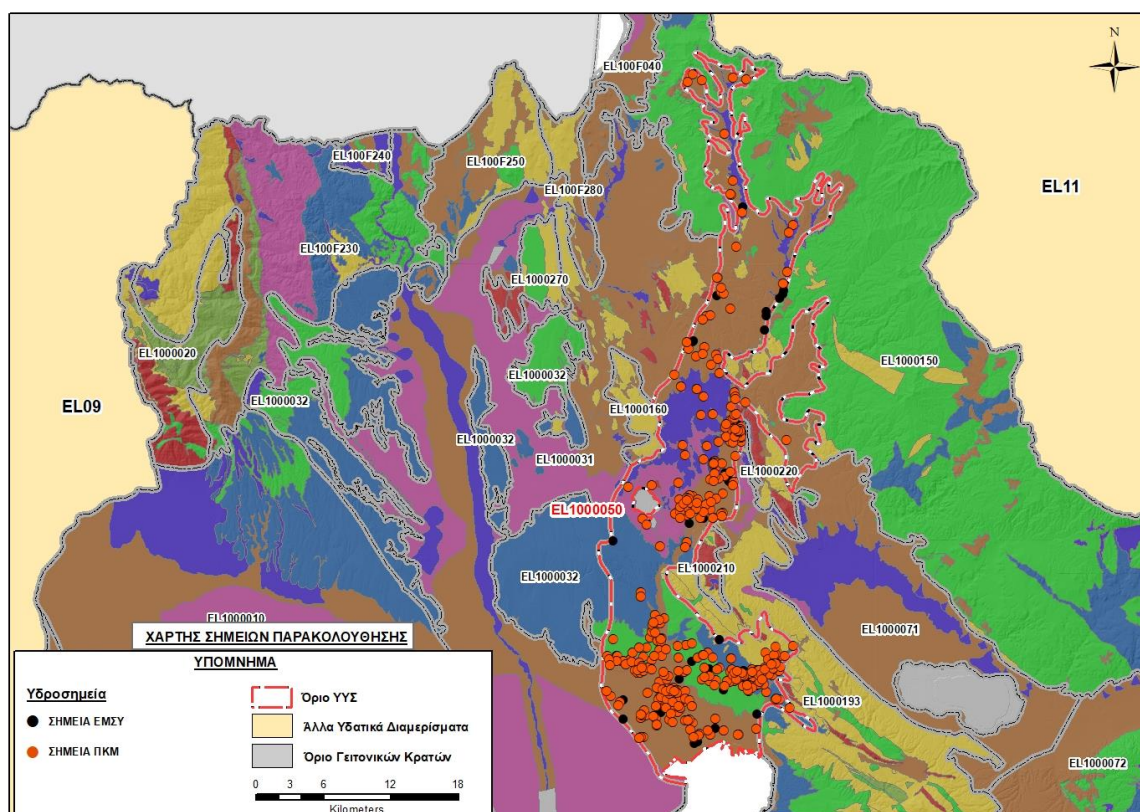 N
EL100F040
EL100F240
EL100F250
EL100F280
EL11
EL100F230
EL1000270
EL1000020
EL1000150
EL09
EL1000032
EL1000032
EL1000160
EL1000032
EL1000031
EL1000220
EL1000050
EL1000032
EL1000210
EL1000010
EL1000071
EL1000193
EL1000072
ΧΑΡΤΗΣ ΣΗΜΕΙΩΝ ΠΑΡΑΚΟΛΟΥΘΗΣΗΣ
ΥΠΟΜΝΗΜΑ
Υδροσημεία
ΣΗΜΕΙΑ ΕΜΣΥ
ΣΗΜΕΙΑ ΠΚΜ
Όριο ΥΥΣ
Άλλα Υδατικά Διαμερίσματα
Όριο Γειτονικών Κρατών
0 3 6 12 18
Kilometers